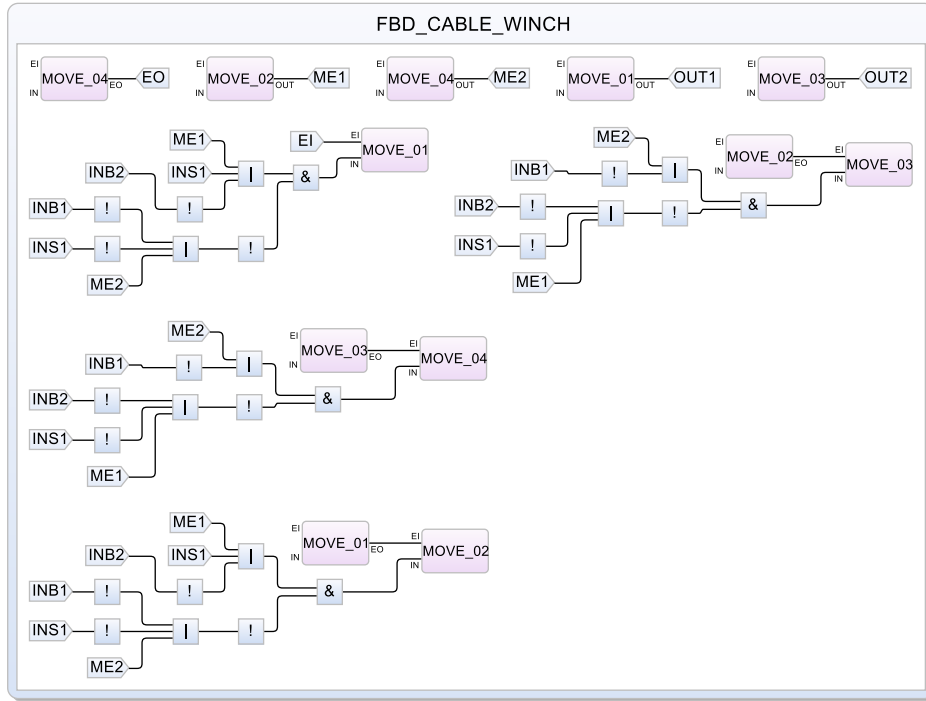 FBD_CABLE_WINCH
EI MOVE_04 EO IN EO
EI MOVE_02 OUT IN ME1
EI MOVE_04 OUT IN ME2
EI MOVE_01 OUT IN OUT1
EI MOVE_03 OUT IN OUT2
ME1 EI EI MOVE_01
INB2 INS1 | & IN
INB1 ! !
INS1 ! | !
ME2
ME2 EI MOVE_02 EO EI MOVE_03
INB1 ! | IN IN
INB2 ! | ! &
INS1 !
ME1
ME2 EI MOVE_03 EO EI MOVE_04
INB1 ! | IN IN
INB2 ! | ! &
INS1 !
ME1
ME1 EI MOVE_01 EO EI MOVE_02
INB2 INS1 | IN IN
INB1 ! ! &
INS1 ! | !
ME2